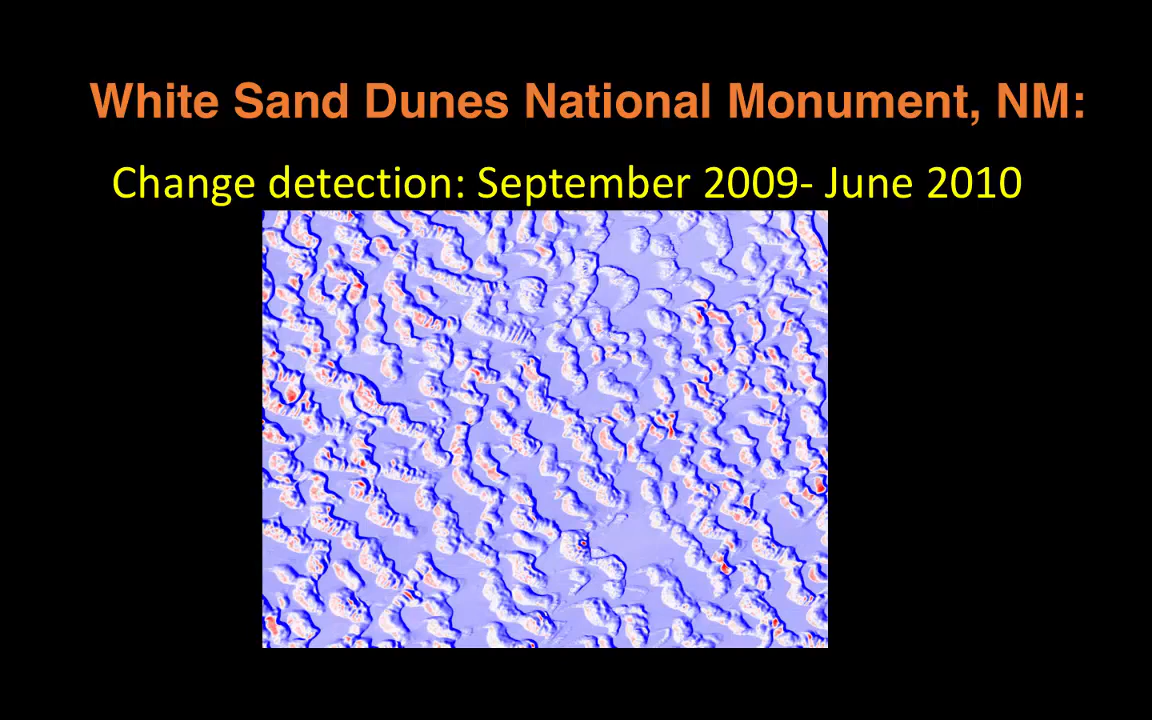 White Sand Dunes National Monument, NM:
Change detection: September 2009- June 2010